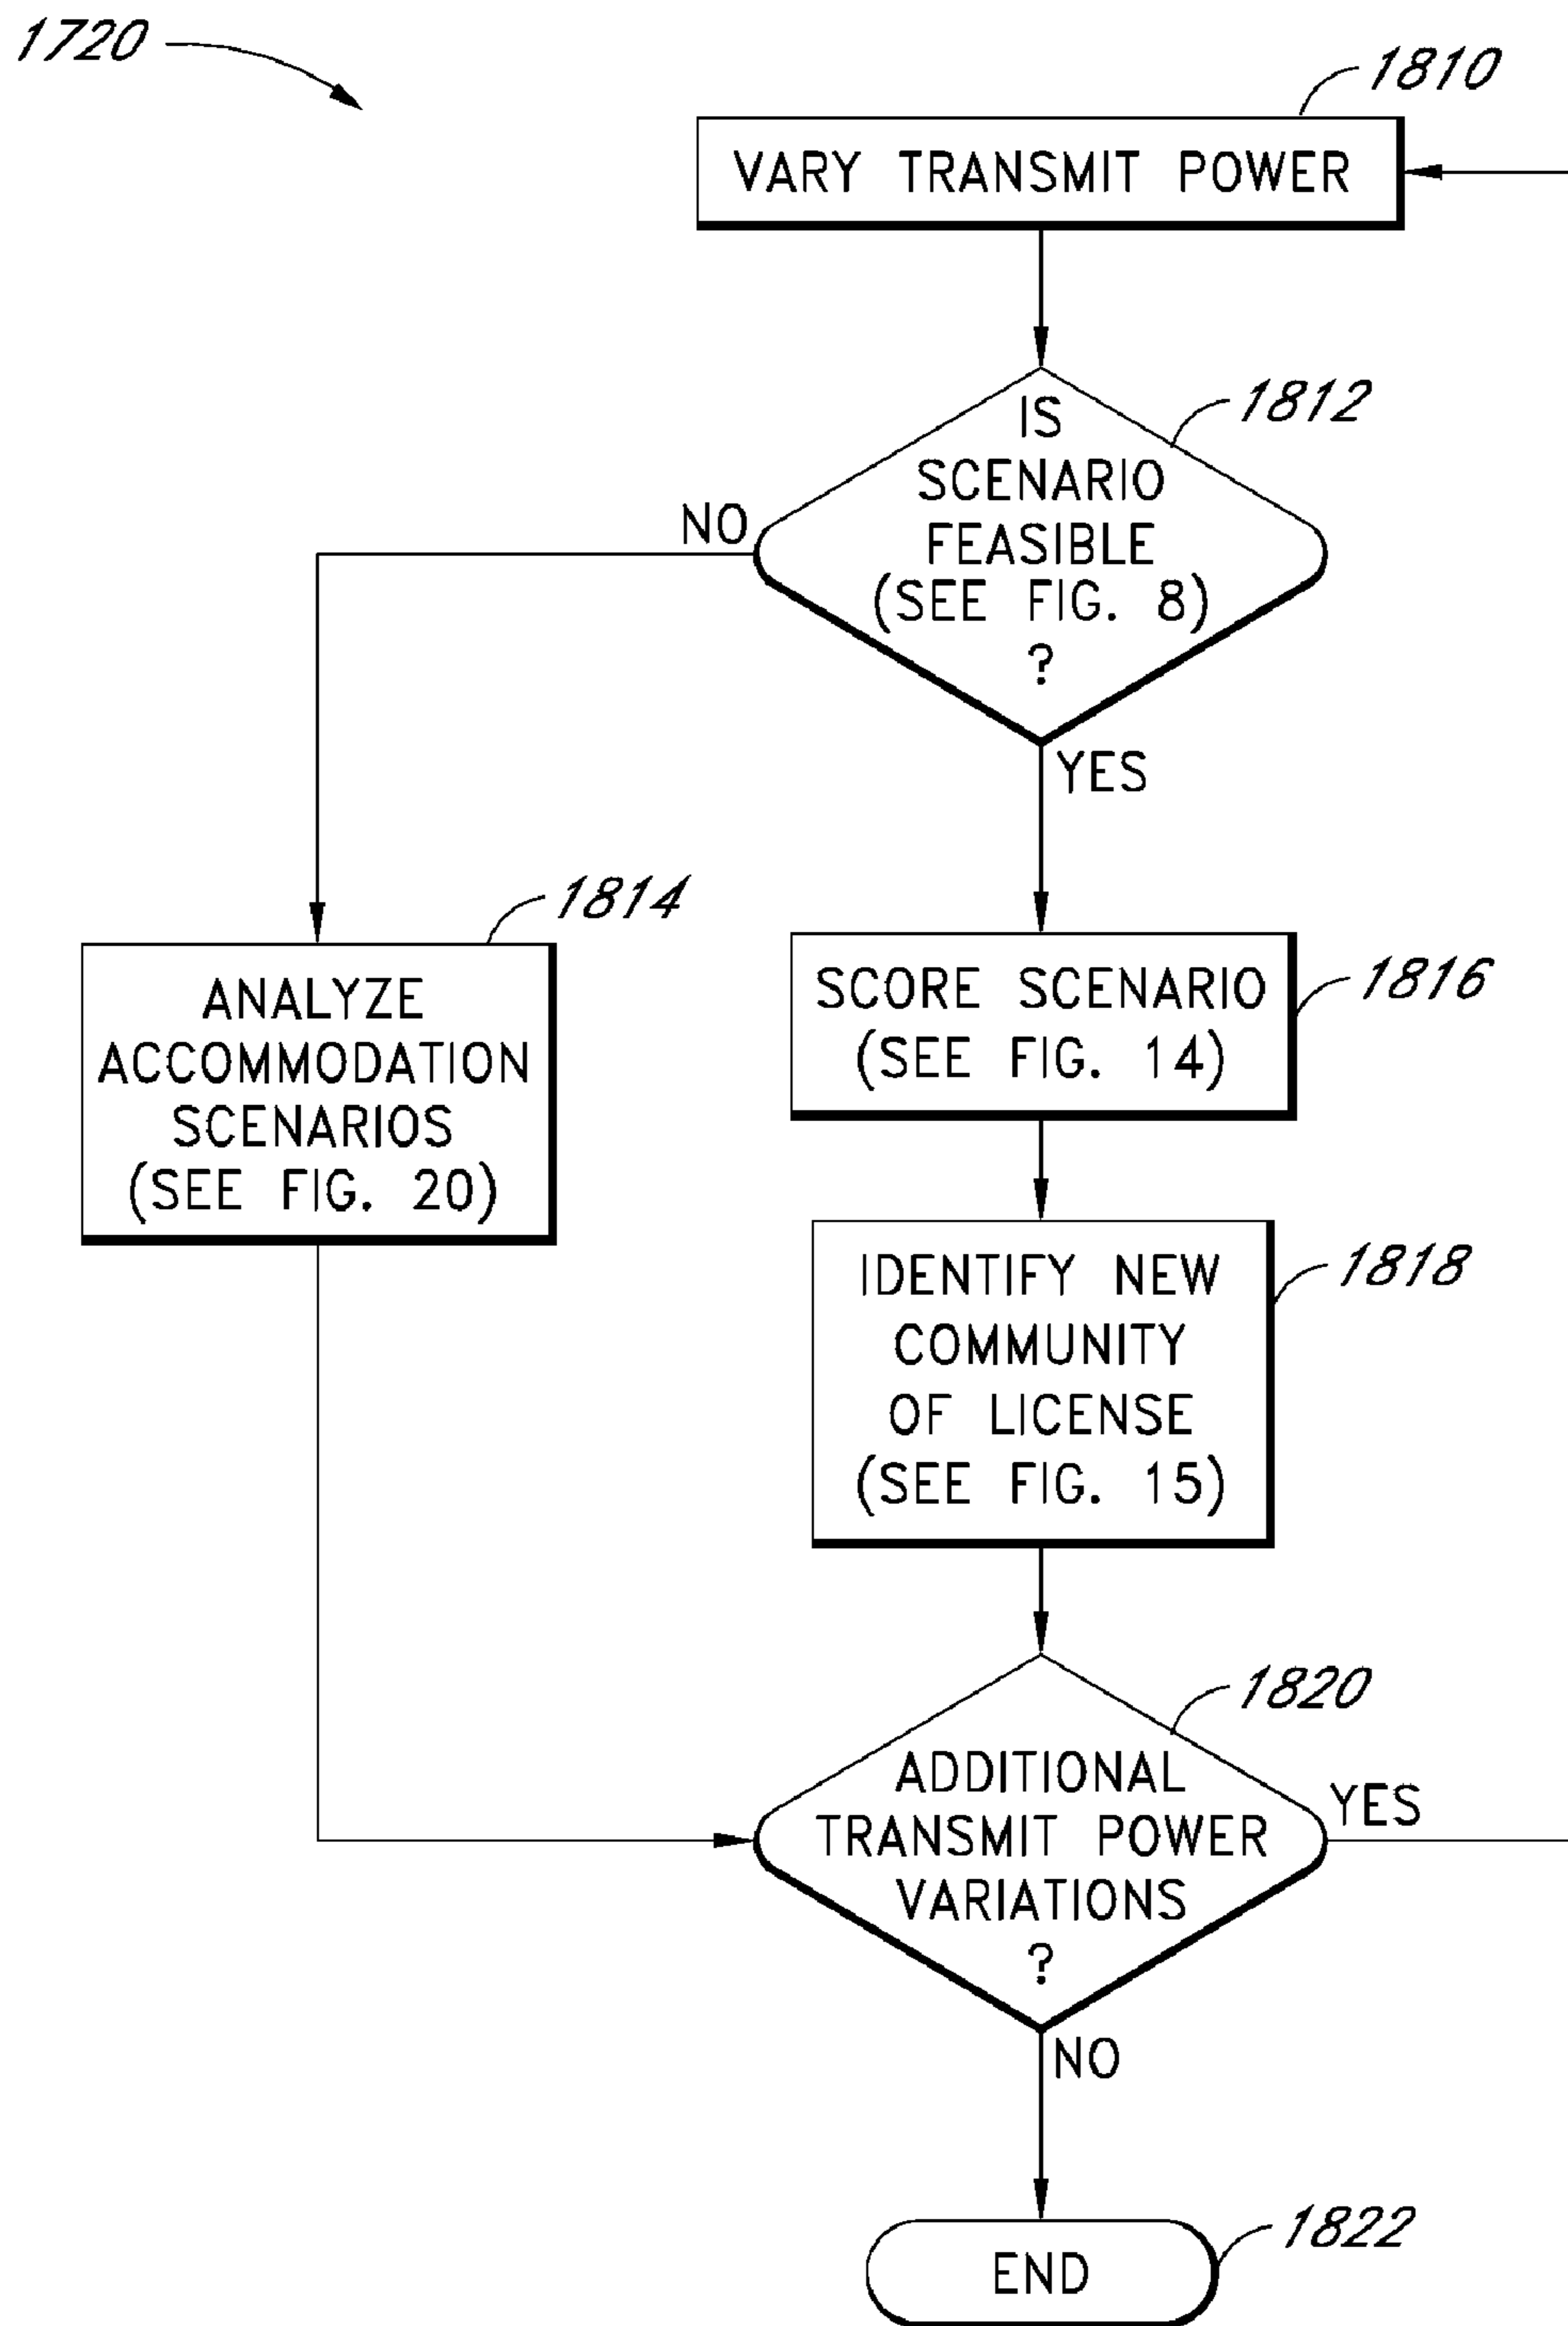 1720
1810
VARY TRANSMIT POWER
1812
IS
SCENARIO
FEASIBLE
(SEE FIG. 8)
?
NO
YES
1814
ANALYZE
ACCOMMODATION
SCENARIOS
(SEE FIG. 20)
1816
SCORE SCENARIO
(SEE FIG. 14)
1818
IDENTIFY NEW
COMMUNITY
OF LICENSE
(SEE FIG. 15)
1820
ADDITIONAL
TRANSMIT POWER
VARIATIONS
?
YES
NO
1822
END